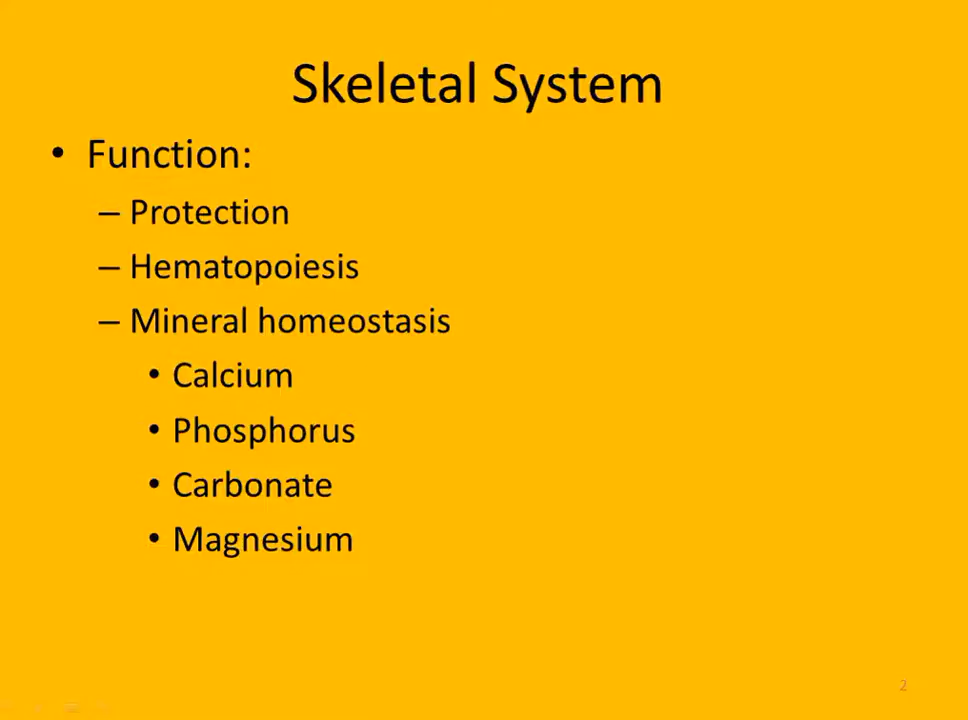 Skeletal System
• Function:
– Protection
– Hematopoiesis
– Mineral homeostasis
• Calcium
• Phosphorus
• Carbonate
• Magnesium
2